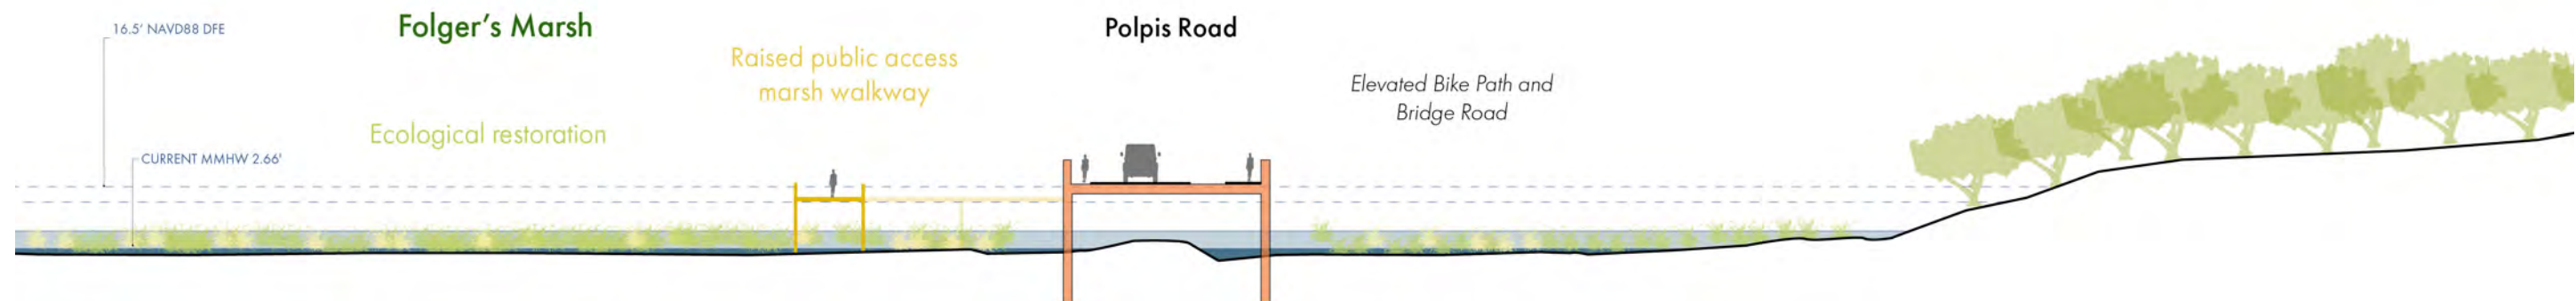 16.5' NAVD88 DFE
Folger's Marsh
Polpis Road
Raised public access
marsh walkway
Elevated Bike Path and
Bridge Road
Ecological restoration
CURRENT MMHW 2.66'